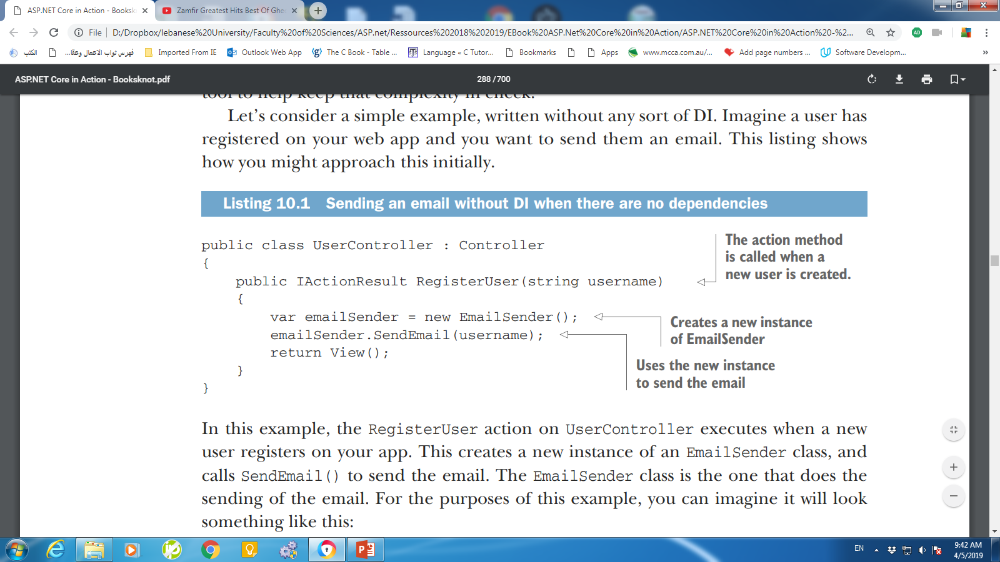 ASP.NET Core in Action - Booksk
Zamfir Greatest Hits Best Of Ghe
File | D:/Dropbox/lebanese%20University/Faculty%20of%20Sciences/ASP.net/Ressources%202018%202019/EBook%20ASP.Net%20Core%20in%20Action/ASP.NET%20Core%20in%20Action%20-%2...
AD
الكتب
فهرس ثواب الاعمال وعقا...
Imported From IE
Outlook Web App
The C Book - Table ...
Language « C Tutor...
Bookmarks
Apps
www.mcca.com.au/...
Add page numbers ...
Software Developm...
»
ASP.NET Core in Action - Booksknot.pdf
288 / 700
tool to help keep that complexity in check.
Let’s consider a simple example, written without any sort of DI. Imagine a user has
registered on your web app and you want to send them an email. This listing shows
how you might approach this initially.
Listing 10.1 Sending an email without DI when there are no dependencies
public class UserController : Controller
{
public IActionResult RegisterUser(string username)
{
var emailSender = new EmailSender();
emailSender.SendEmail(username);
return View();
}
}
The action method
is called when a
new user is created.
Creates a new instance
of EmailSender
Uses the new instance
to send the email
In this example, the RegisterUser action on UserController executes when a new
user registers on your app. This creates a new instance of an EmailSender class, and
calls SendEmail() to send the email. The EmailSender class is the one that does the
sending of the email. For the purposes of this example, you can imagine it will look
something like this:
EN
9:42 AM
4/5/2019